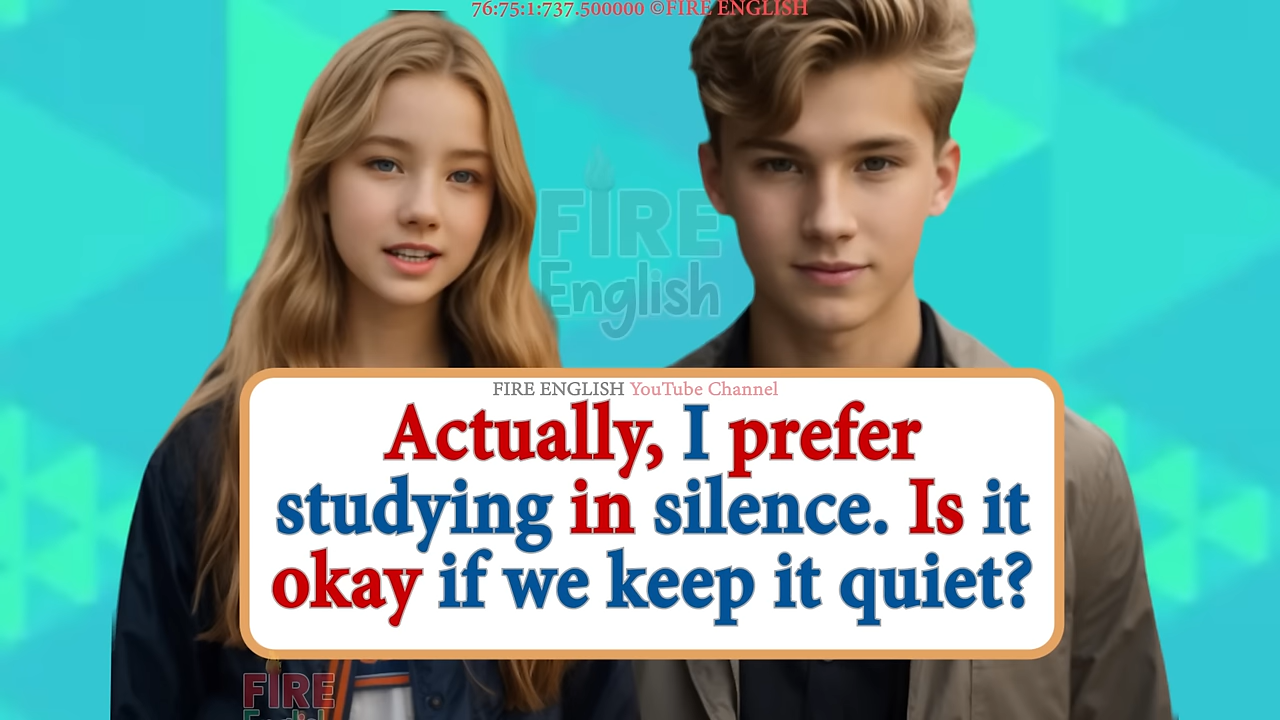 76:75:1:737.500000 ©FIRE ENGLISH
FIRE
English
FIRE ENGLISH YouTube Channel
Actually, I prefer
studying in silence. Is it
okay if we keep it quiet?
FIRE
English